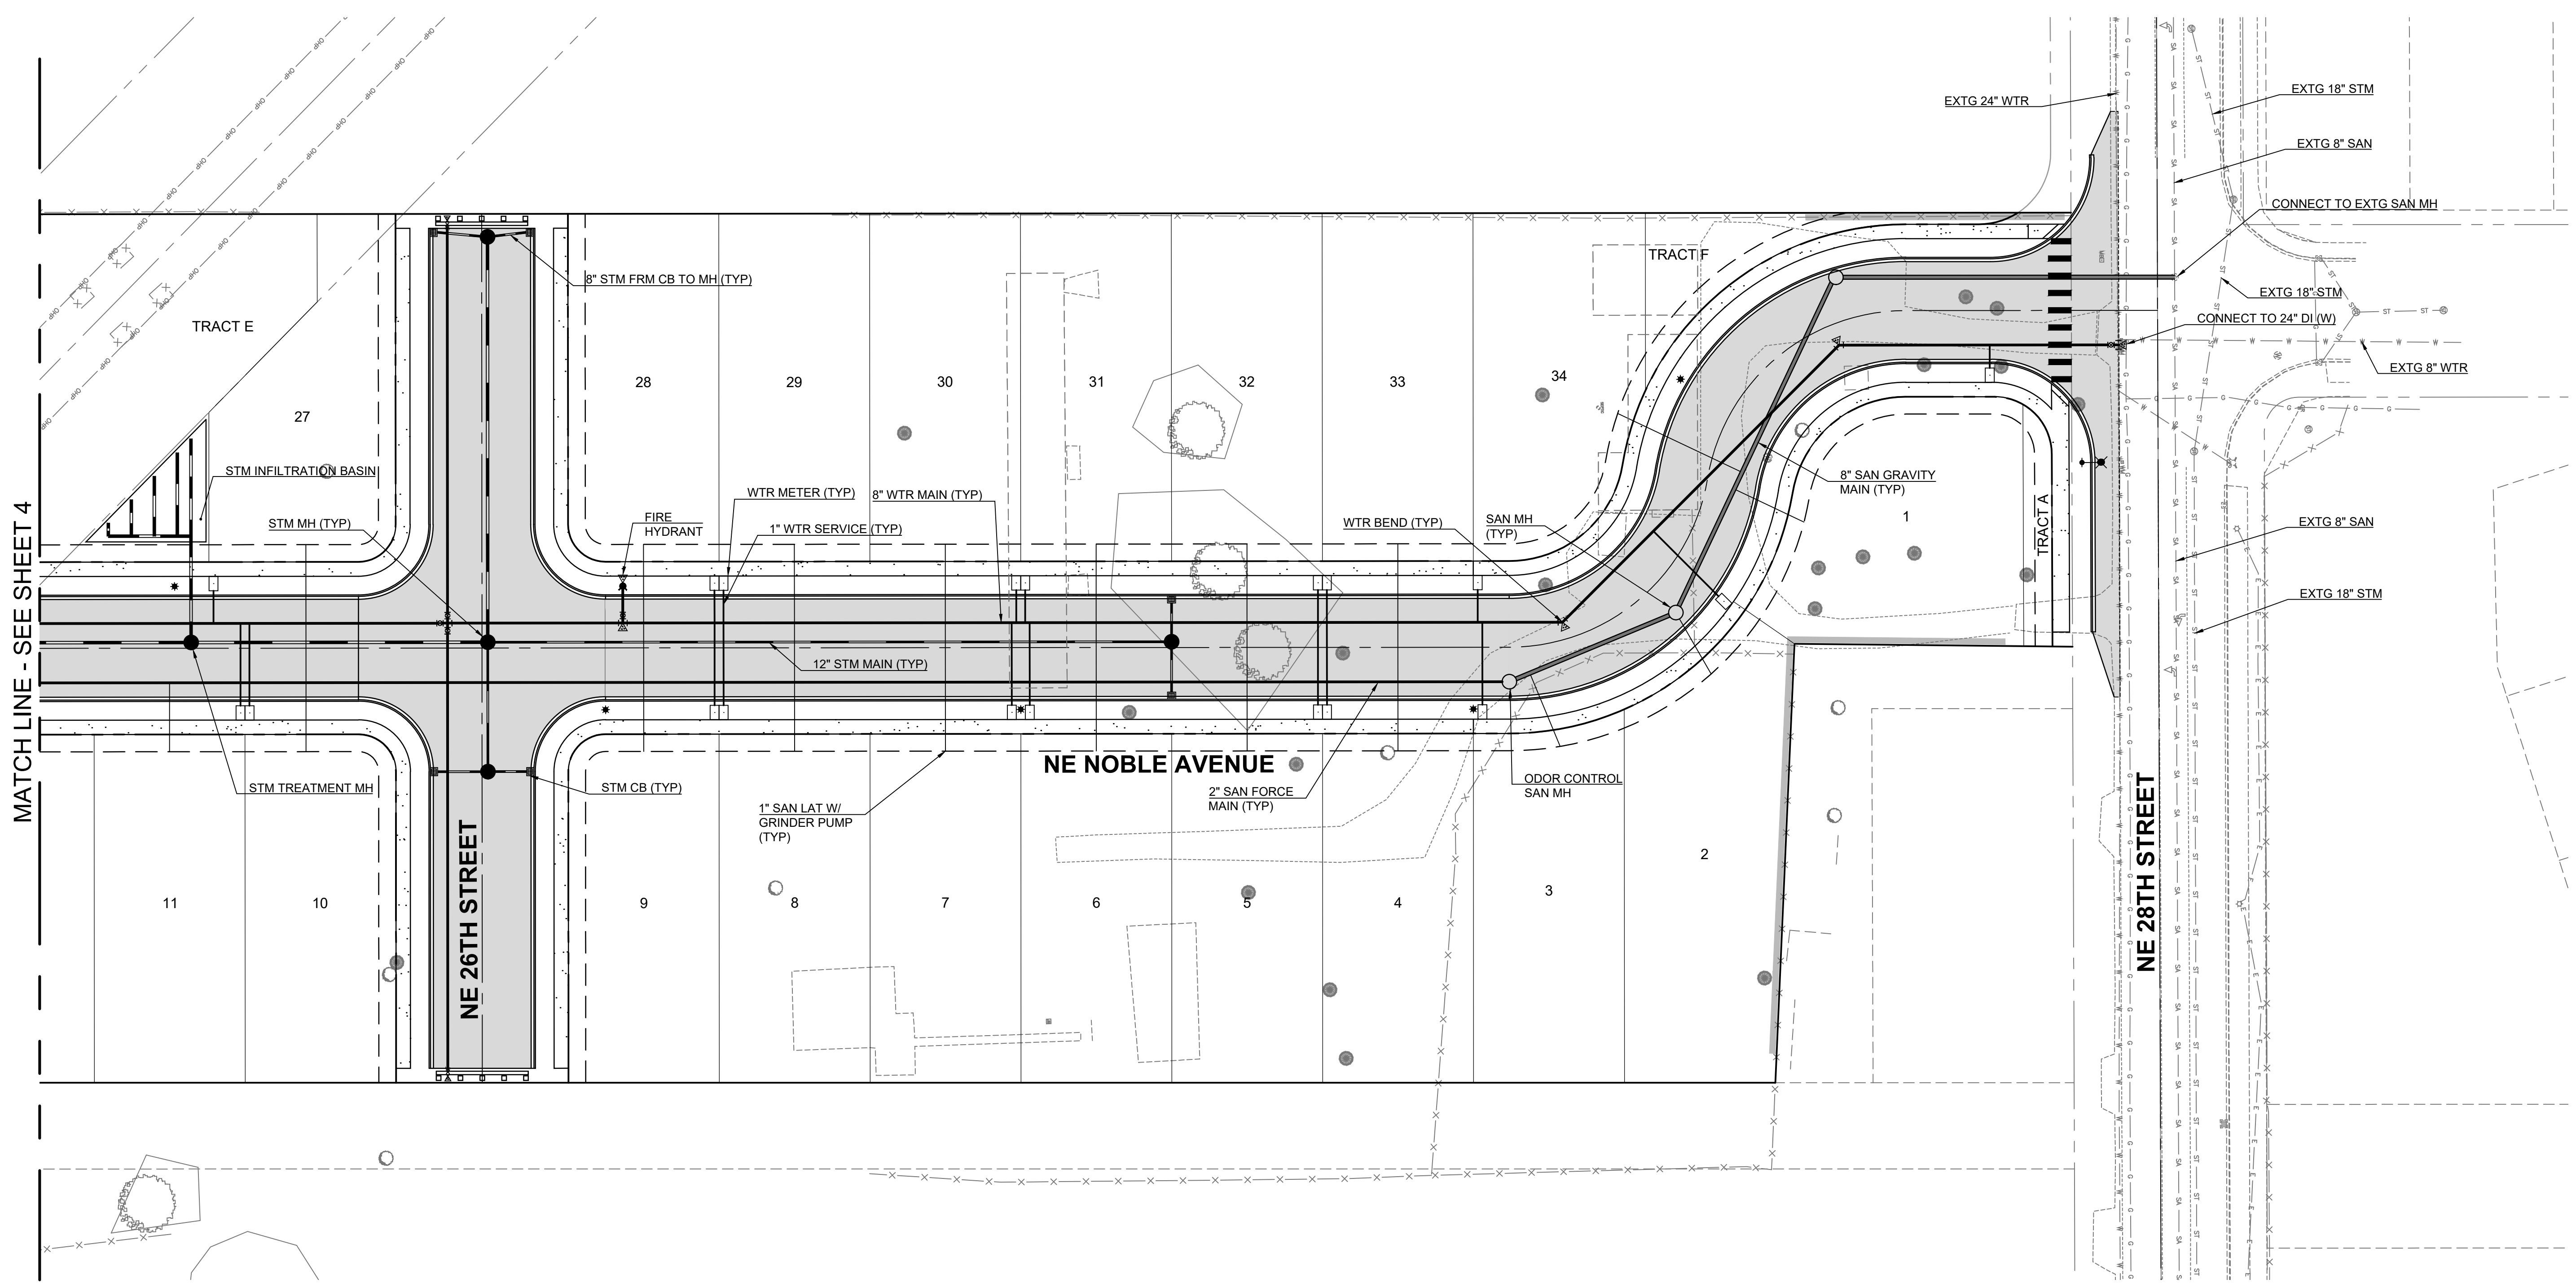 EXTG 24" WTR
EXTG 18" STM
EXTG 8" SAN
CONNECT TO EXTG SAN MH
EXTG 18" STM
CONNECT TO 24" DI (W)
EXTG 8" WTR
8" STM FRM CB TO MH (TYP)
TRACT F
TRACT E
28
29
30
31
32
33
34
27
STM INFILTRATION BASIN
STM MH (TYP)
FIRE
HYDRANT
WTR METER (TYP)
1" WTR SERVICE (TYP)
8" WTR MAIN (TYP)
WTR BEND (TYP)
SAN MH
(TYP)
8" SAN GRAVITY
MAIN (TYP)
1
TRACT A
EXTG 8" SAN
EXTG 18" STM
MATCH LINE - SEE SHEET 4
12" STM MAIN (TYP)
NE NOBLE AVENUE
STM TREATMENT MH
STM CB (TYP)
1" SAN LAT W/
GRINDER PUMP
(TYP)
2" SAN FORCE
MAIN (TYP)
ODOR CONTROL
SAN MH
NE 26TH STREET
NE 28TH STREET
11
10
9
8
7
6
5
4
3
2